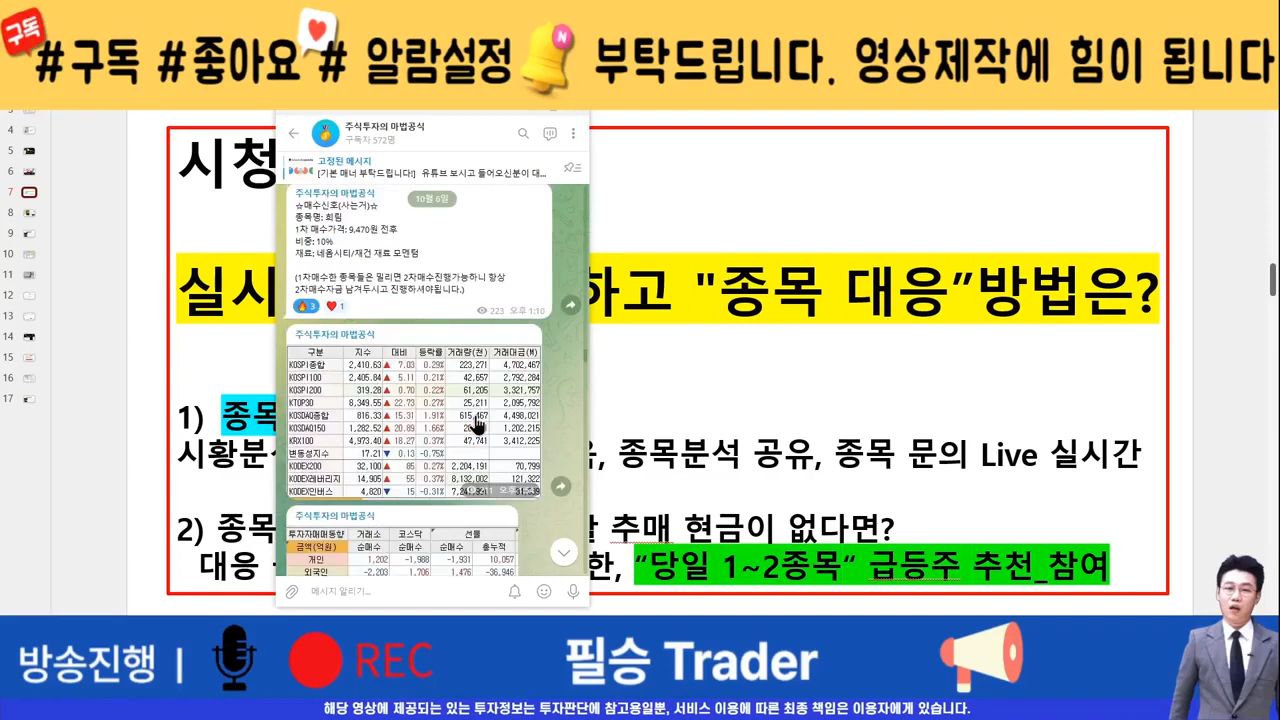 구독
#구독 #좋아요 # 알람설정 N 부탁드립니다. 영상제작에 힘이 됩니다
4
5
6
7
8
9
10
11
12
13
14
15
16
17
시청
실시 하고 "종목 대응”방법은?
1) 종목
시황분석 종목분석 공유, 종목 문의 Live 실시간
2) 종목 추매 현금이 없다면?
대응 한, “당일 1~2종목“ 급등주 추천_참여
주식투자의 마법공식
구독자 572명
고정된 메시지
[기본 매너 부탁드립니다!] 유튜브 보시고 들어오신분이 대...
10월 6일
주식투자의 마법공식
☆매수신호(사는거)☆
종목명; 희림
1차 매수가격: 9,470원 전후
비중: 10%
재료: 네옴시티/재건 재료 모멘텀
(1차매수한 종목들은 밀리면 2차매수진행가능하니 항상
2차매수자금 남겨두시고 진행하셔야됩니다.)
3 1
223 오후 1:10
주식투자의 마법공식
구분 지수 대비 등락률 거래량(천) 거래대금(M)
KOSPI종합 2,410.63 ▲ 7.03 0.29% 223,271 4,702,467
KOSPI100 2,405.84 ▲ 5.11 0.21% 42,657 2,792,284
KOSPI200 319.28 ▲ 0.70 0.22% 61,205 3,321,757
KTOP30 8,349.55 ▲ 22.73 0.27% 25,211 2,095,792
KOSDAQ종합 816.33 ▲ 15.31 1.91% 615,467 4,498,021
KOSDAQ150 1,282.52 ▲ 20.89 1.66% 1,202,215
KRX100 4,973.40 ▲ 18.27 0.37% 47,741 3,412,225
변동성지수 17.21 ▼ 0.13 -0.75%
KODEX200 32,100 ▲ 85 0.27% 2,204,191 70,799
KODEX레버리지 14,905 ▲ 55 0.37% 8,132,002 121,322
KODEX인버스 4,820 ▼ 15 -0.31%
주식투자의 마법공식
투자자매매동향 거래소 코스닥 선물
금액(억원) 순매수 순매수 순매수 총누적
개인 1,202 -1,988 -1,931 10,057
외국인 -2,203 1,706 1,476 -36,946
메시지 알리기...
방송진행 | REC 필승 Trader
해당 영상에 제공되는 있는 투자정보는 투자판단에 참고용일분, 서비스 이용에 따른 최종 책임은 이용자에게 있습니다.